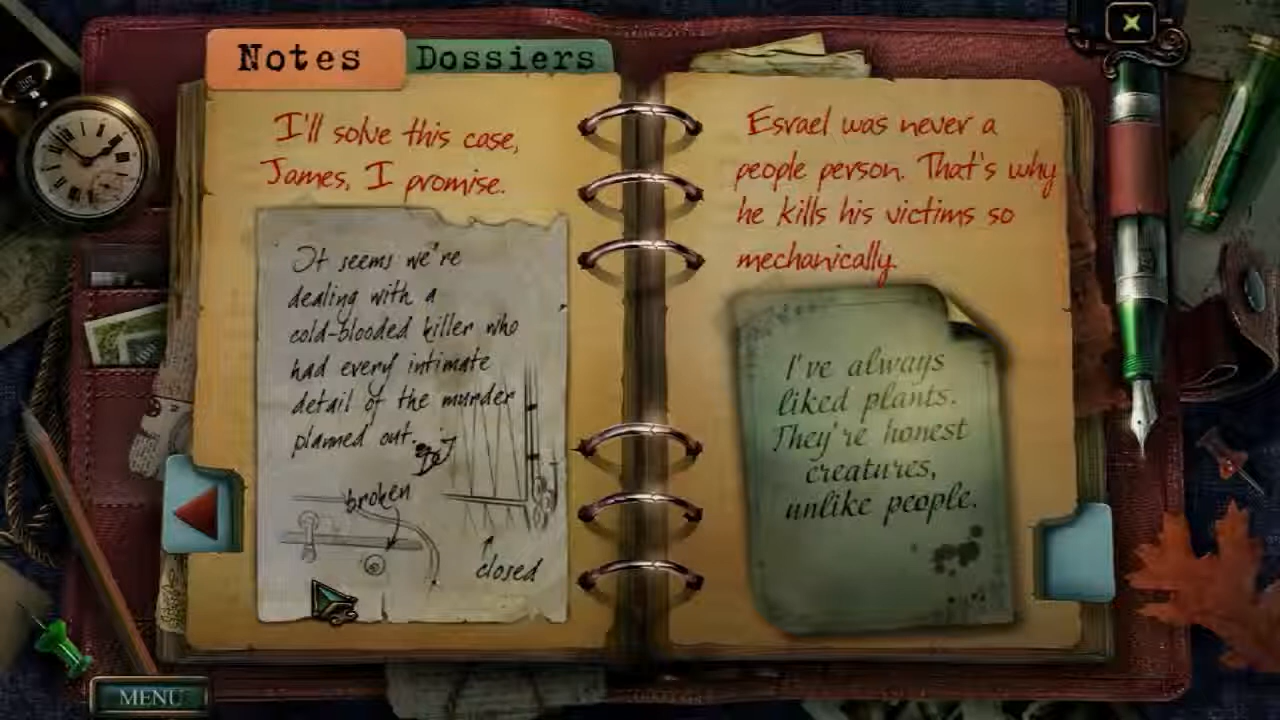 Notes
Dossiers
I'll solve this case,
James, I promise.
It seems we're
dealing with a
cold-blooded killer who
had every intimate
detail of the murder
planned out.
broken
closed
Esrael was never a
people person. That's why
he kills his victims so
mechanically.
I've always
liked plants.
They're honest
creatures,
unlike people.
MENU